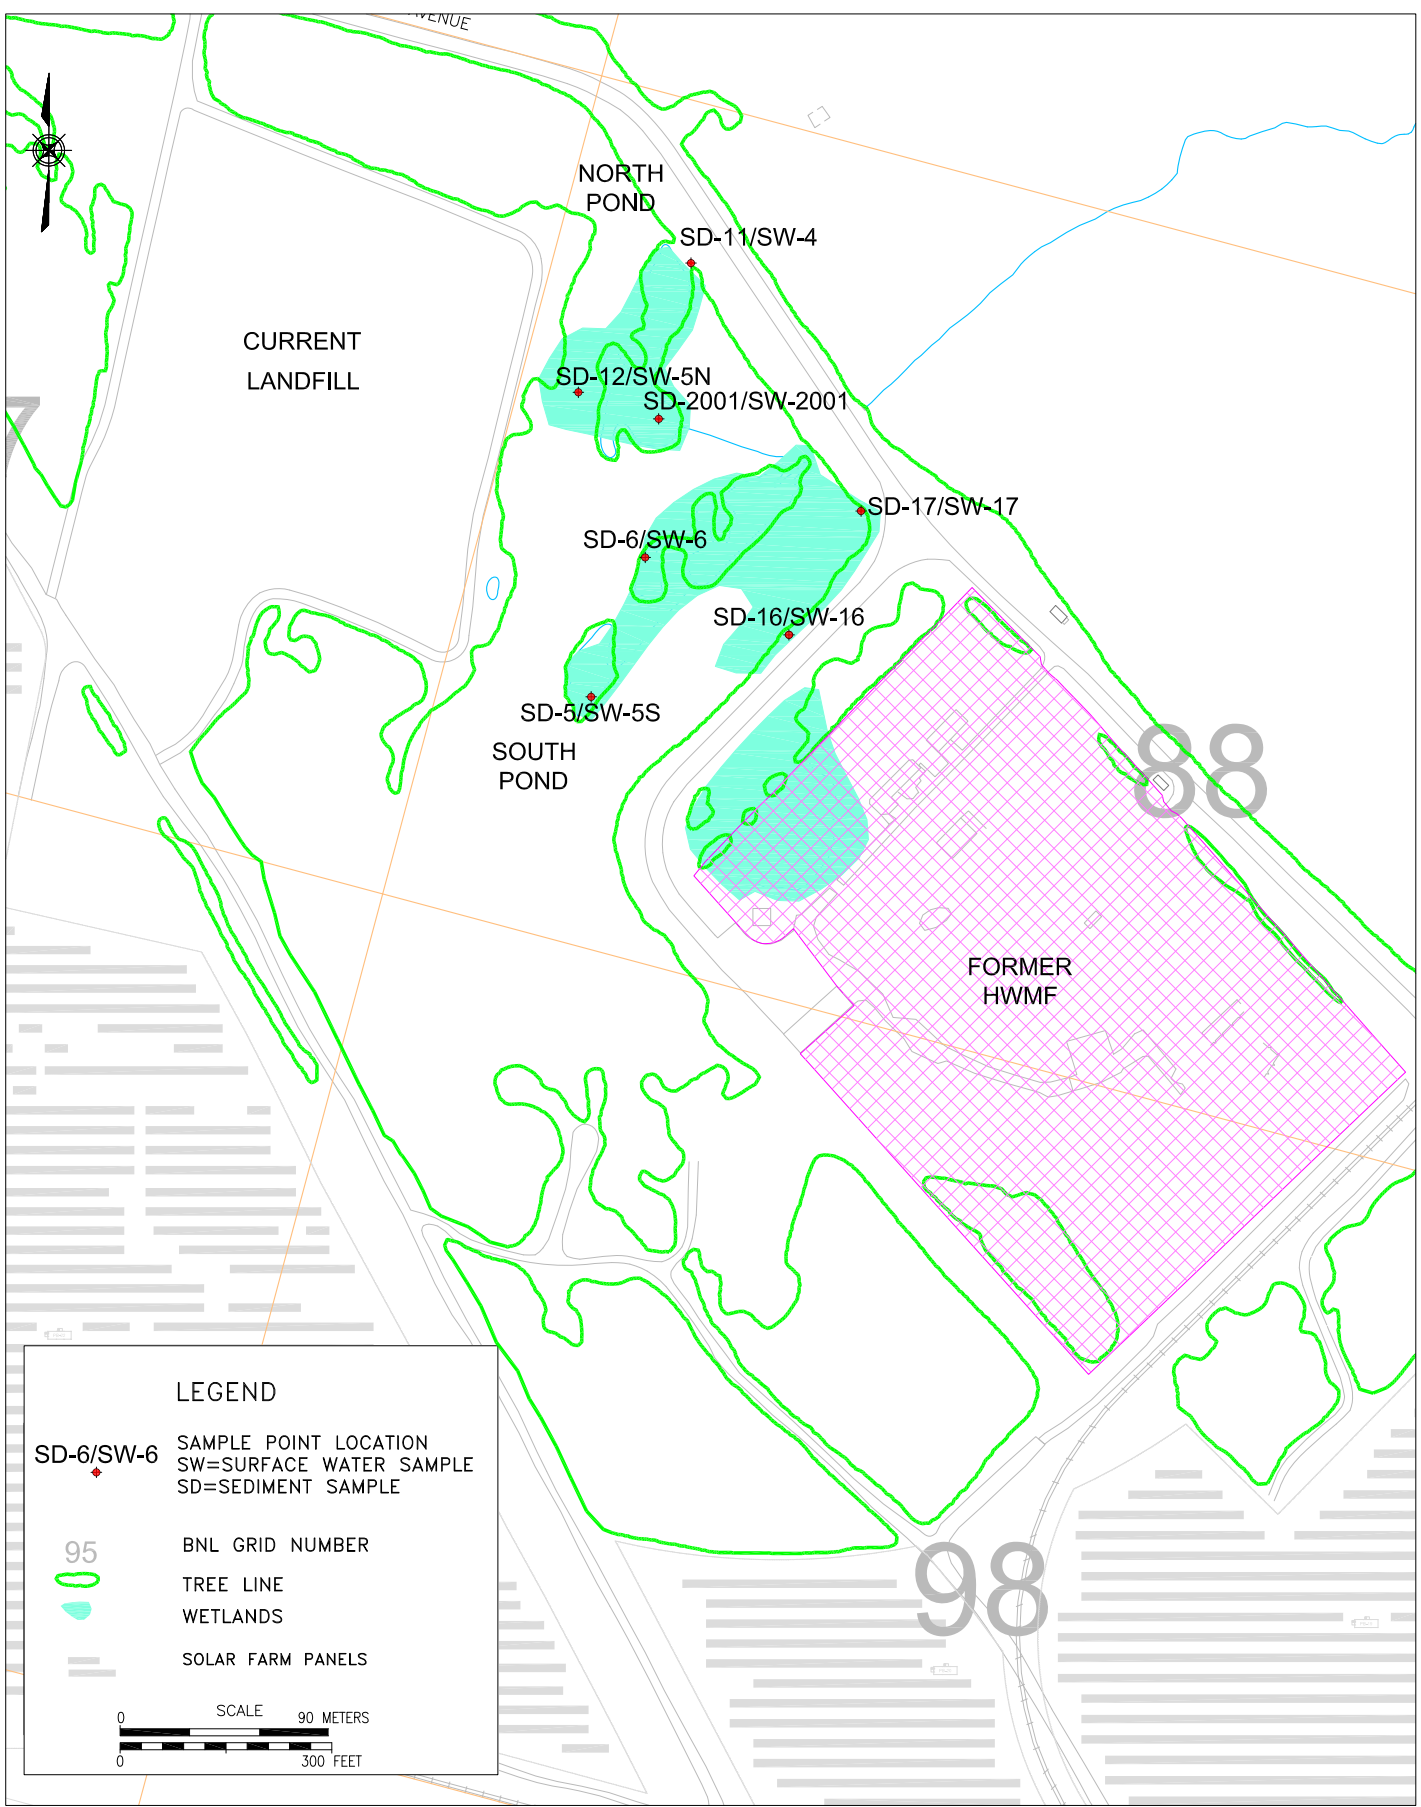 AVENUE
NORTH
POND
SD-11/SW-4
CURRENT
LANDFILL
SD-12/SW-5N
SD-2001/SW-2001
7
SD-17/SW-17
SD-6/SW-6
SD-16/SW-16
SD-5/SW-5S
SOUTH
POND
88
FORMER
HWMF
98
LEGEND
SD-6/SW-6
SAMPLE POINT LOCATION
SW=SURFACE WATER SAMPLE
SD=SEDIMENT SAMPLE
95
BNL GRID NUMBER
TREE LINE
WETLANDS
SOLAR FARM PANELS
SCALE
0
90 METERS
0
300 FEET